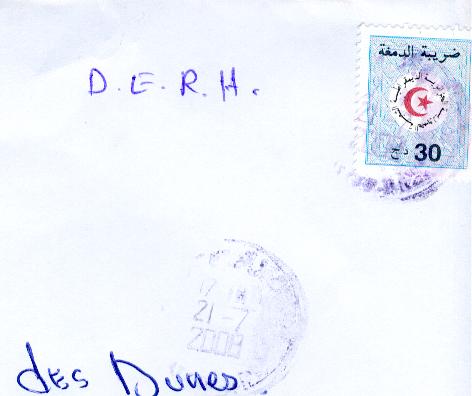 D.E.R.H.
ضريبة الدمغة
30 دج
17
21-7
2008
des Dunes